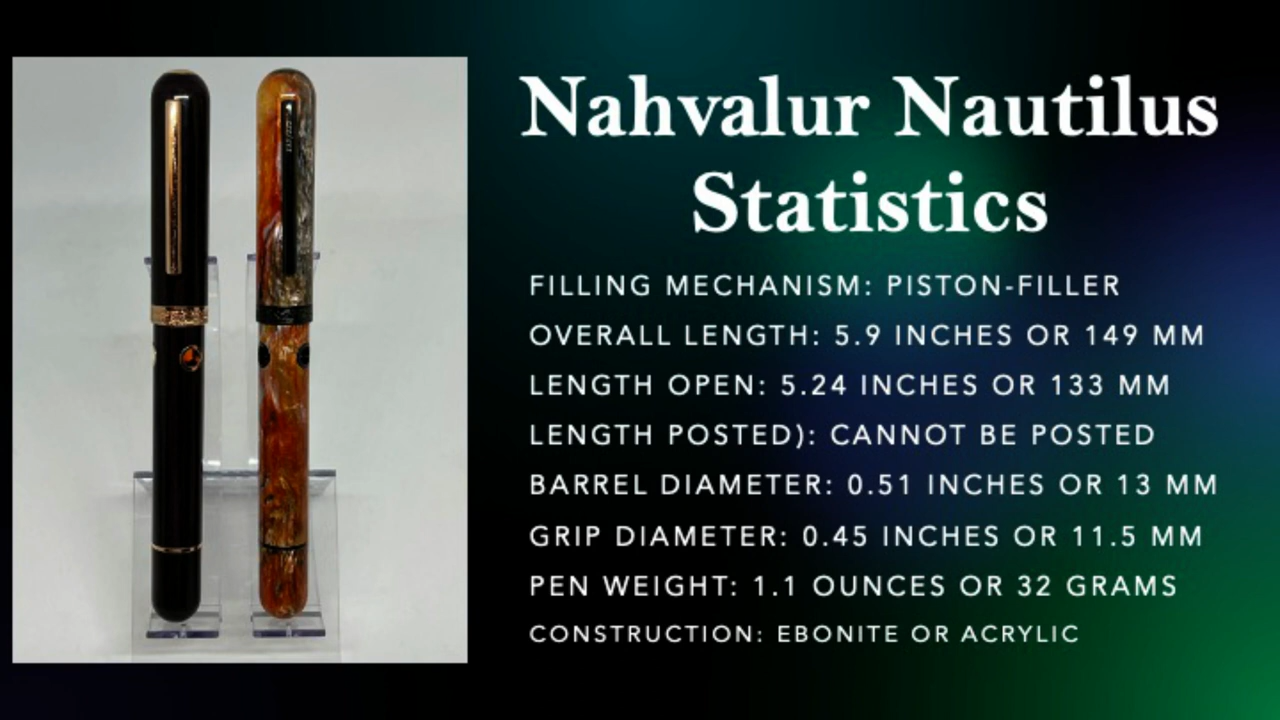 Nahvalur Nautilus
Statistics
FILLING MECHANISM: PISTON-FILLER
OVERALL LENGTH: 5.9 INCHES OR 149 MM
LENGTH OPEN: 5.24 INCHES OR 133 MM
LENGTH POSTED): CANNOT BE POSTED
BARREL DIAMETER: 0.51 INCHES OR 13 MM
GRIP DIAMETER: 0.45 INCHES OR 11.5 MM
PEN WEIGHT: 1.1 OUNCES OR 32 GRAMS
CONSTRUCTION: EBONITE OR ACRYLIC